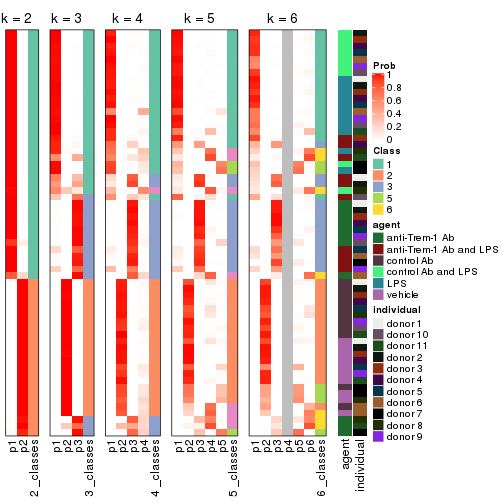 k = 2 k = 3 k = 4 k = 5 k = 6
Prob
1
0.8
0.6
0.4
0.2
0
Class
1
2
3
4
5
6
agent
anti-Trem-1 Ab
anti-Trem-1 Ab and LPS
control Ab
control Ab and LPS
LPS
vehicle
individual
donor 1
donor 10
donor 11
donor 2
donor 3
donor 4
donor 5
donor 6
donor 7
donor 8
donor 9
p1 p2 2_classes p1 p2 p3 3_classes p1 p2 p3 p4 4_classes p1 p2 p3 p4 p5 5_classes p1 p2 p3 p4 p5 p6 6_classes agent individual